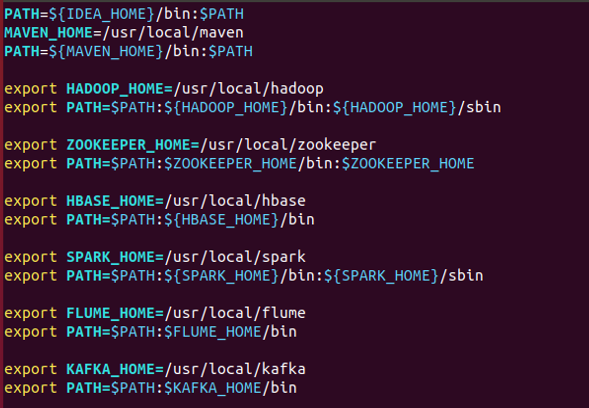 PATH=${IDEA_HOME}/bin:$PATH
MAVEN_HOME=/usr/local/maven
PATH=${MAVEN_HOME}/bin:$PATH
export HADOOP_HOME=/usr/local/hadoop
export PATH=$PATH:${HADOOP_HOME}/bin:${HADOOP_HOME}/sbin
export ZOOKEEPER_HOME=/usr/local/zookeeper
export PATH=$PATH:$ZOOKEEPER_HOME/bin:$ZOOKEEPER_HOME
export HBASE_HOME=/usr/local/hbase
export PATH=$PATH:${HBASE_HOME}/bin
export SPARK_HOME=/usr/local/spark
export PATH=$PATH:${SPARK_HOME}/bin:${SPARK_HOME}/sbin
export FLUME_HOME=/usr/local/flume
export PATH=$PATH:$FLUME_HOME/bin
export KAFKA_HOME=/usr/local/kafka
export PATH=$PATH:$KAFKA_HOME/bin